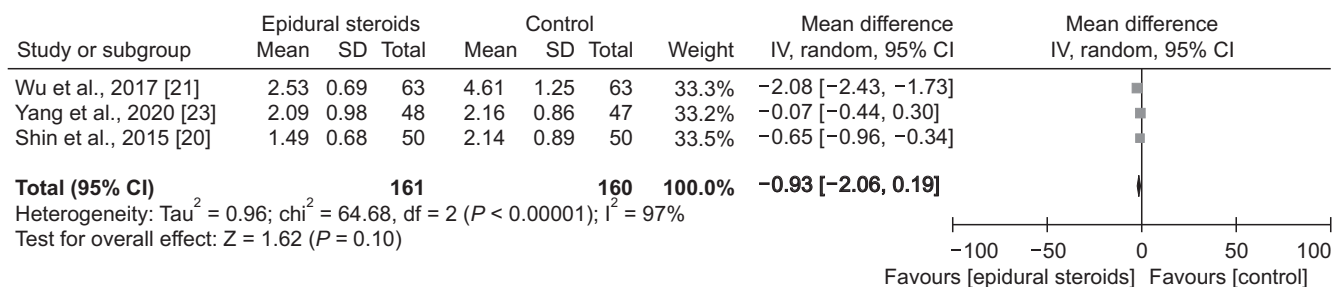 Epidural steroids Control Mean difference Mean difference
Study or subgroup Mean SD Total Mean SD Total Weight IV, random, 95% CI IV, random, 95% CI
Wu et al., 2017 [21] 2.53 0.69 63 4.61 1.25 63 33.3% −2.08 [−2.43, −1.73]
Yang et al., 2020 [23] 2.09 0.98 48 2.16 0.86 47 33.2% −0.07 [−0.44, 0.30]
Shin et al., 2015 [20] 1.49 0.68 50 2.14 0.89 50 33.5% −0.65 [−0.96, −0.34]
Total (95% CI) 161 160 100.0% −0.93 [−2.06, 0.19]
Heterogeneity: Tau² = 0.96; chi² = 64.68, df = 2 (P < 0.00001); I² = 97%
Test for overall effect: Z = 1.62 (P = 0.10)
−100 −50 0 50 100
Favours [epidural steroids] Favours [control]